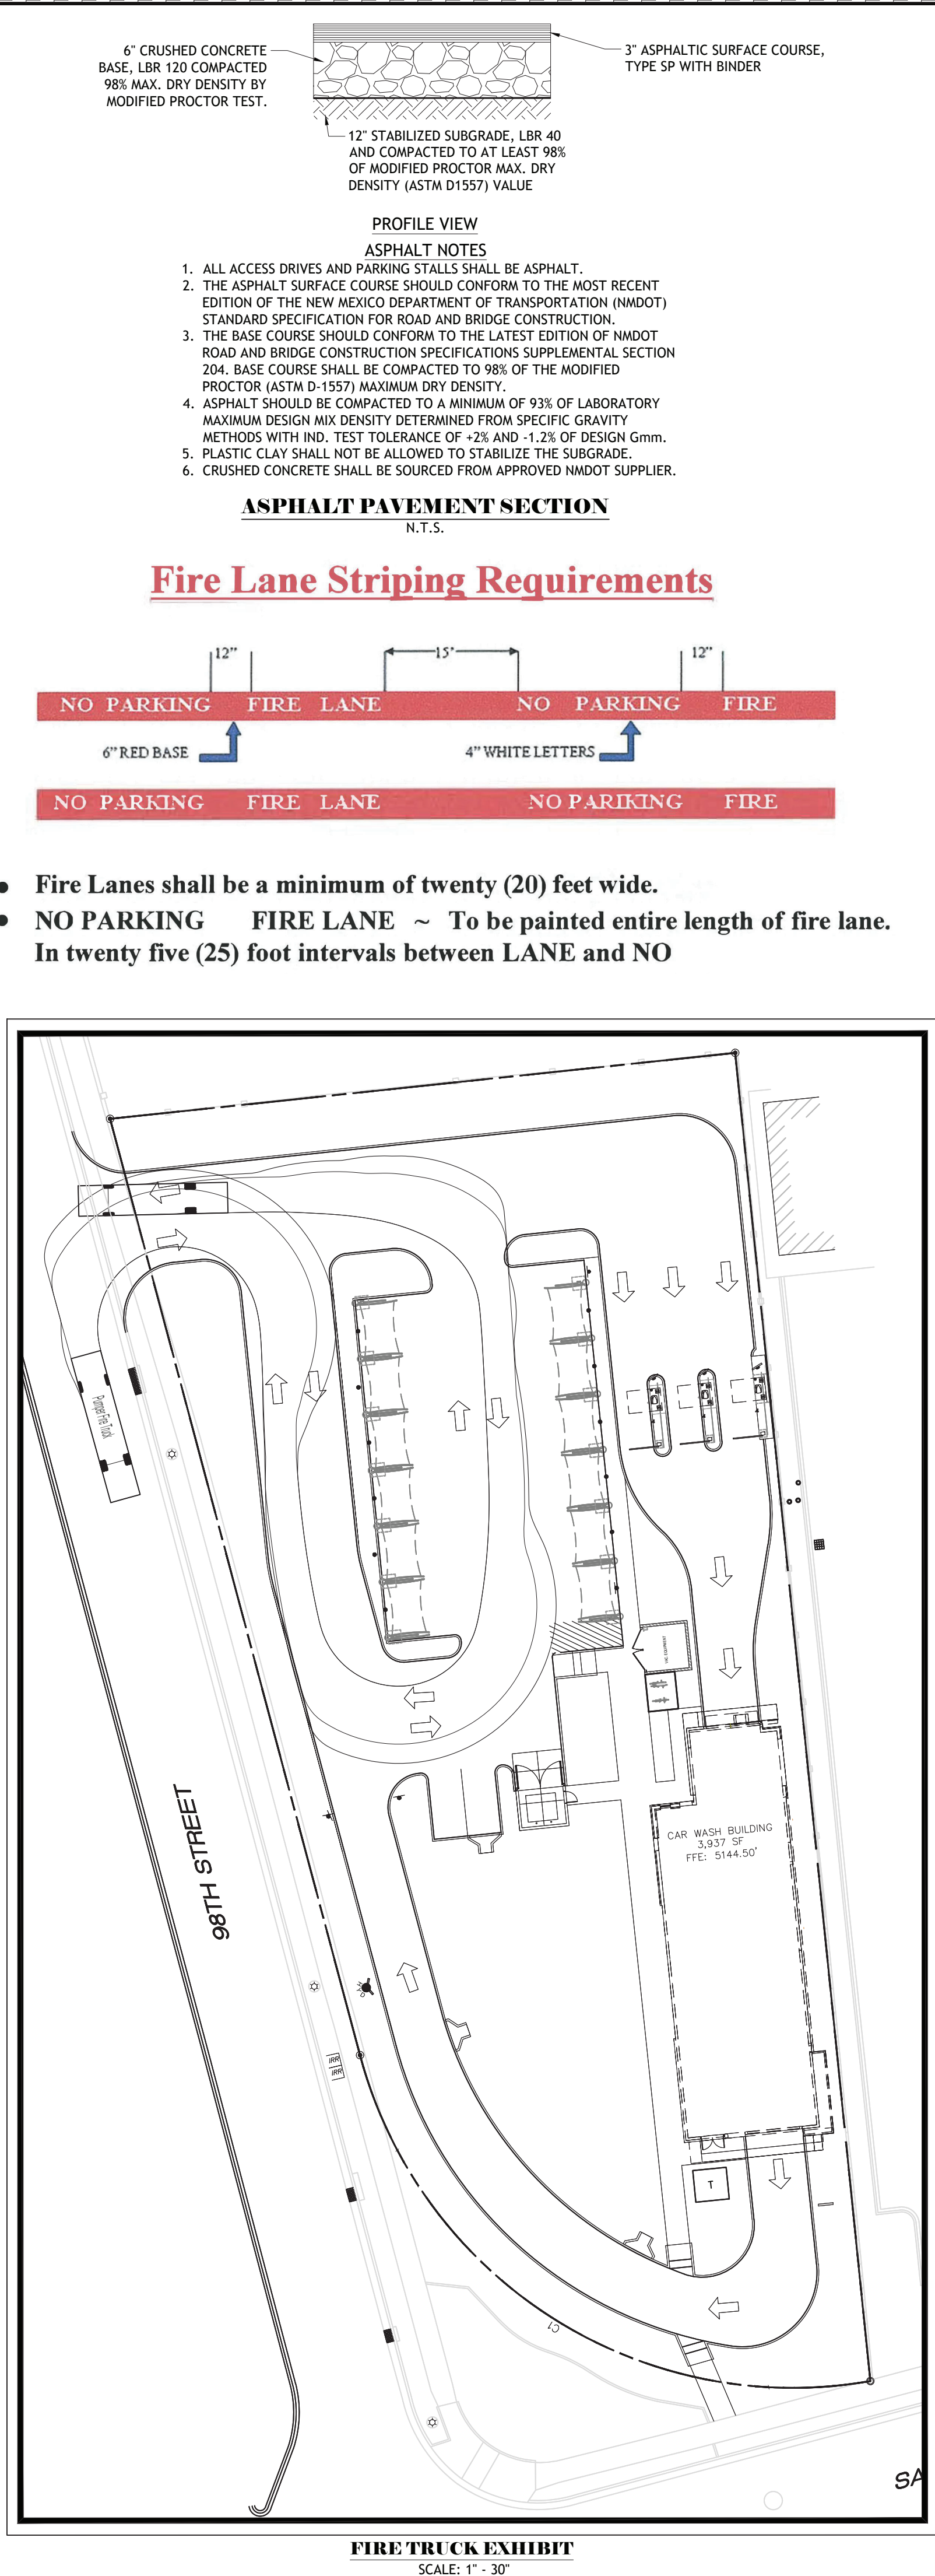 6" CRUSHED CONCRETE
BASE, LBR 120 COMPACTED
98% MAX. DRY DENSITY BY
MODIFIED PROCTOR TEST.
3" ASPHALTIC SURFACE COURSE,
TYPE SP WITH BINDER
12" STABILIZED SUBGRADE, LBR 40
AND COMPACTED TO AT LEAST 98%
OF MODIFIED PROCTOR MAX. DRY
DENSITY (ASTM D1557) VALUE
PROFILE VIEW
ASPHALT NOTES
1. ALL ACCESS DRIVES AND PARKING STALLS SHALL BE ASPHALT.
2. THE ASPHALT SURFACE COURSE SHOULD CONFORM TO THE MOST RECENT
EDITION OF THE NEW MEXICO DEPARTMENT OF TRANSPORTATION (NMDOT)
STANDARD SPECIFICATION FOR ROAD AND BRIDGE CONSTRUCTION.
3. THE BASE COURSE SHOULD CONFORM TO THE LATEST EDITION OF NMDOT
ROAD AND BRIDGE CONSTRUCTION SPECIFICATIONS SUPPLEMENTAL SECTION
204. BASE COURSE SHALL BE COMPACTED TO 98% OF THE MODIFIED
PROCTOR (ASTM D-1557) MAXIMUM DRY DENSITY.
4. ASPHALT SHOULD BE COMPACTED TO A MINIMUM OF 93% OF LABORATORY
MAXIMUM DESIGN MIX DENSITY DETERMINED FROM SPECIFIC GRAVITY
METHODS WITH IND. TEST TOLERANCE OF +2% AND -1.2% OF DESIGN Gmm.
5. PLASTIC CLAY SHALL NOT BE ALLOWED TO STABILIZE THE SUBGRADE.
6. CRUSHED CONCRETE SHALL BE SOURCED FROM APPROVED NMDOT SUPPLIER.
ASPHALT PAVEMENT SECTION
N.T.S.
Fire Lane Striping Requirements
12" 15' 12"
NO PARKING FIRE LANE NO PARKING FIRE
6" RED BASE 4" WHITE LETTERS
NO PARKING FIRE LANE NO PARIKING FIRE
• Fire Lanes shall be a minimum of twenty (20) feet wide.
• NO PARKING FIRE LANE ~ To be painted entire length of fire lane.
In twenty five (25) foot intervals between LANE and NO
Pumper Fire Truck
VAC EQUIPMENT
98TH STREET
CAR WASH BUILDING
3,937 SF
FFE: 5144.50'
IRR
IRR
T
C1
SA
FIRE TRUCK EXHIBIT
SCALE: 1" - 30"